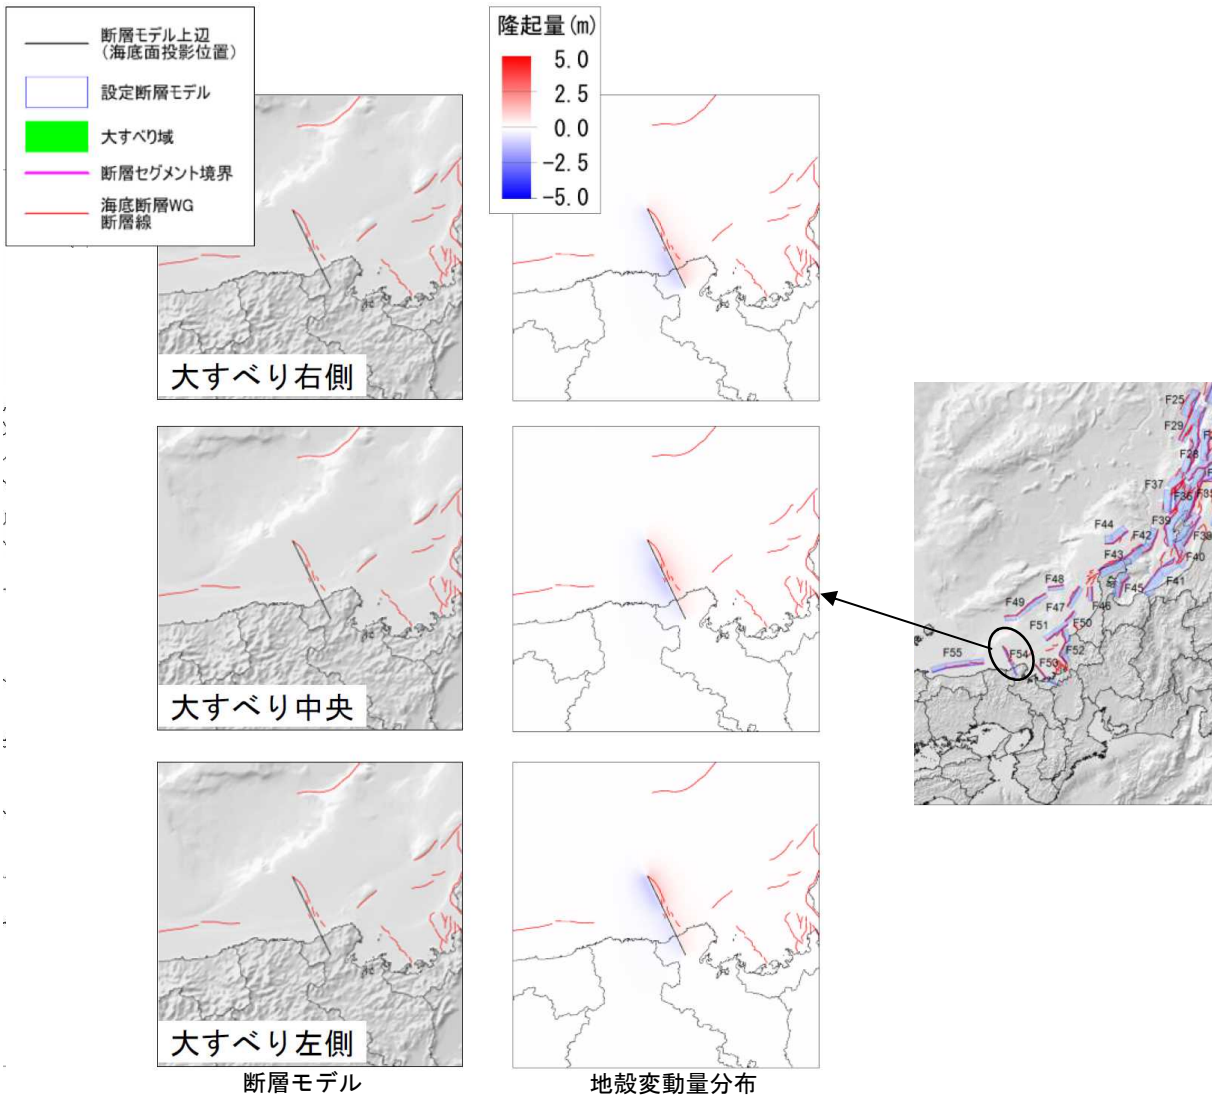 断層モデル上辺
(海底面投影位置)
設定断層モデル
大すべり域
断層セグメント境界
海底断層WG
断層線
隆起量(m)
5.0
2.5
0.0
-2.5
-5.0
大すべり右側
大すべり中央
大すべり左側
断層モデル
地殻変動量分布
F25
F29
F28
F37
F36
F35
F44
F39
F42
F38
F43
F40
F48
F45
F41
F49
F47
F46
F51
F50
F55
F54
F53
F52